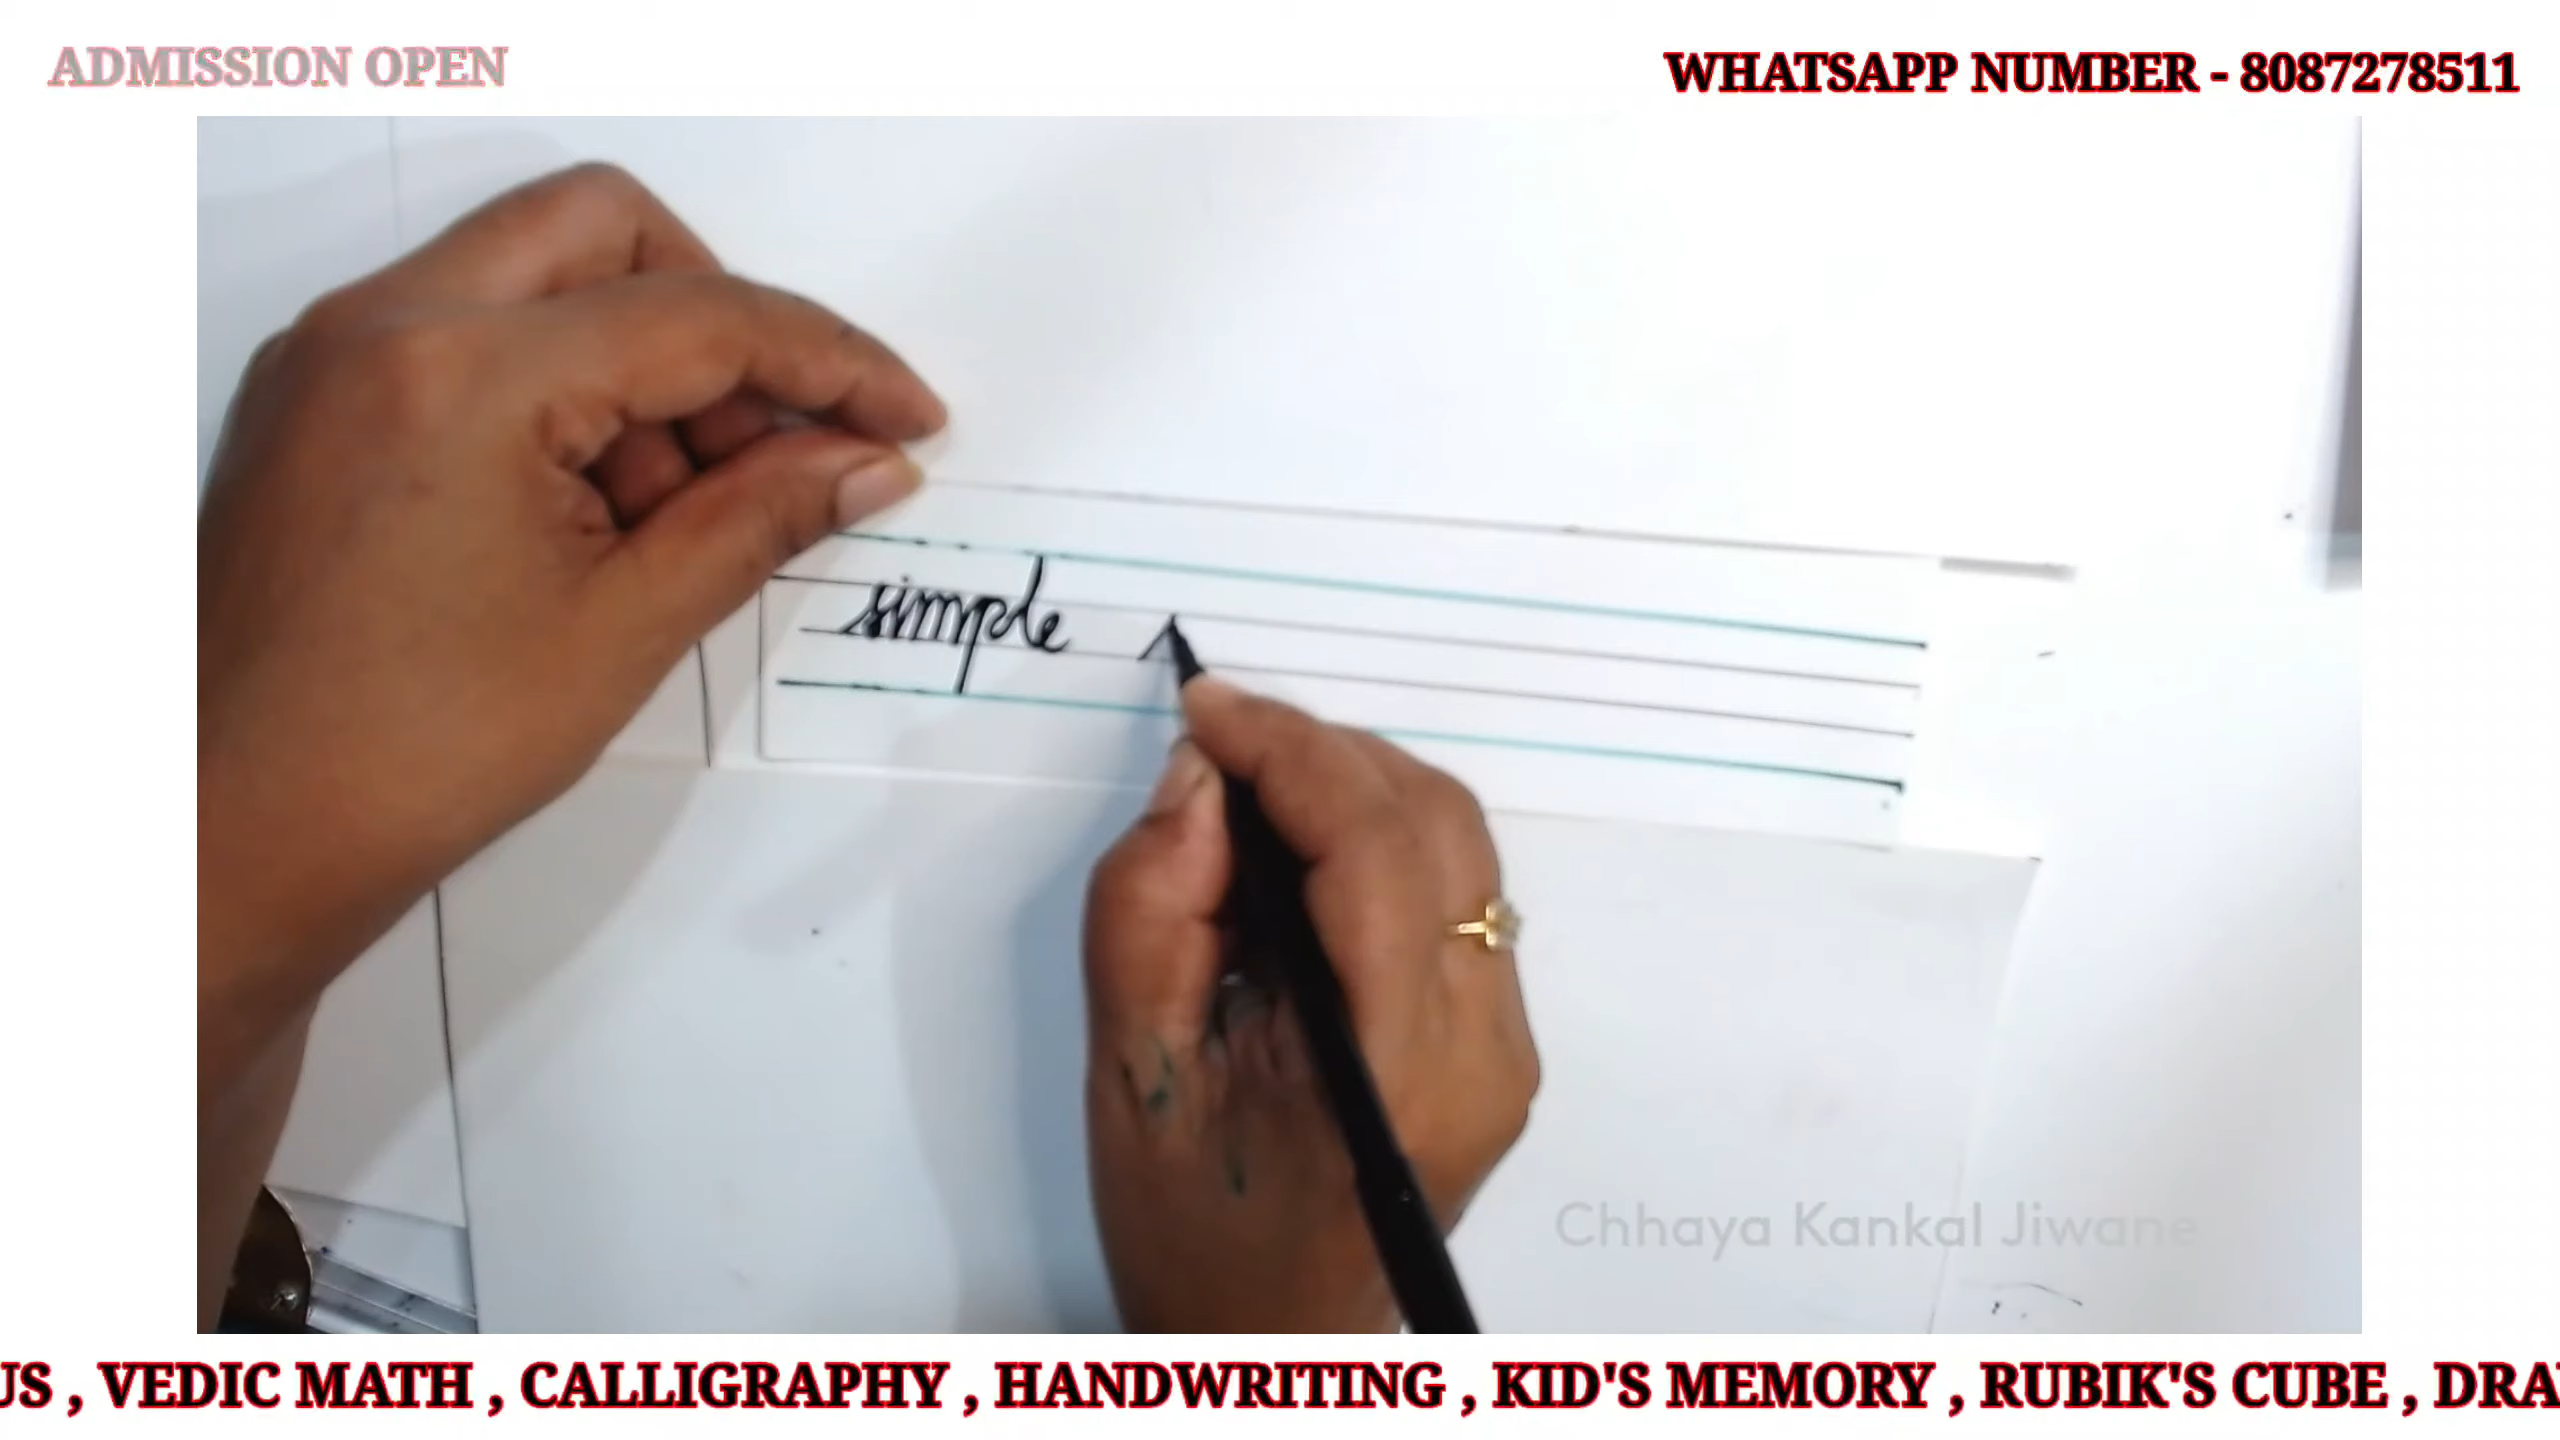 ADMISSION OPEN
WHATSAPP NUMBER - 8087278511
simple
Chhaya Kankal Jiwane
US , VEDIC MATH , CALLIGRAPHY , HANDWRITING , KID'S MEMORY , RUBIK'S CUBE , DRA